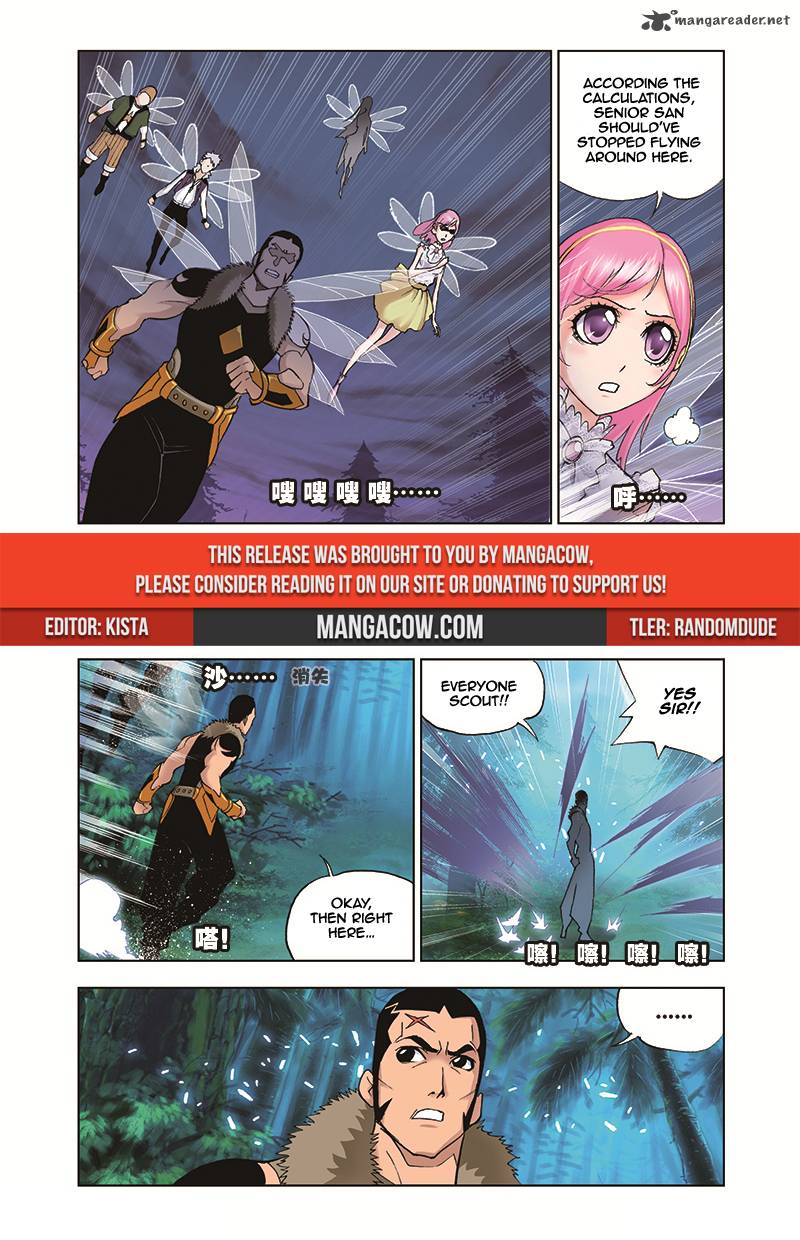 mangareader.net
ACCORDING THE
CALCULATIONS,
SENIOR SAN
SHOULD'VE
STOPPED FLYING
AROUND HERE.
嗖 嗖 嗖 嗖……
呼……
THIS RELEASE WAS BROUGHT TO YOU BY MANGACOW,
PLEASE CONSIDER READING IT ON OUR SITE OR DONATING TO SUPPORT US!
EDITOR: KISTA
MANGACOW.COM
TLER: RANDOMDUDE
沙…… 消失
OKAY,
THEN RIGHT
HERE...
嗒!
EVERYONE
SCOUT!!
YES
SIR!!
嚓! 嚓! 嚓! 嚓!
......